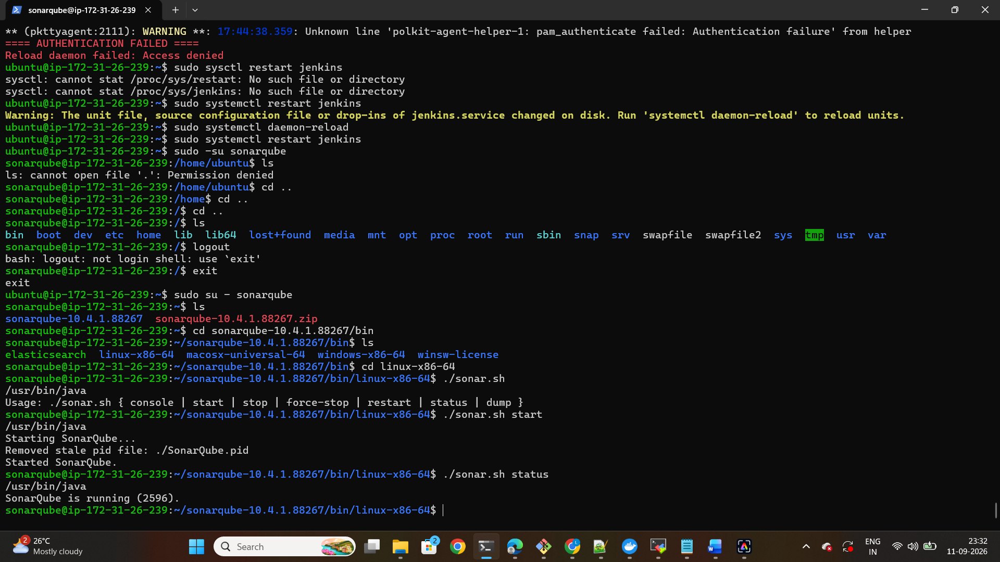 sonarqube@ip-172-31-26-239
** (pkttyagent:2111): WARNING **: 17:44:38.359: Unknown line 'polkit-agent-helper-1: pam_authenticate failed: Authentication failure' from helper
==== AUTHENTICATION FAILED ====
Reload daemon failed: Access denied
ubuntu@ip-172-31-26-239:~$ sudo sysctl restart jenkins
sysctl: cannot stat /proc/sys/restart: No such file or directory
sysctl: cannot stat /proc/sys/jenkins: No such file or directory
ubuntu@ip-172-31-26-239:~$ sudo systemctl restart jenkins
Warning: The unit file, source configuration file or drop-ins of jenkins.service changed on disk. Run 'systemctl daemon-reload' to reload units.
ubuntu@ip-172-31-26-239:~$ sudo systemctl daemon-reload
ubuntu@ip-172-31-26-239:~$ sudo systemctl restart jenkins
ubuntu@ip-172-31-26-239:~$ sudo -su sonarqube
sonarqube@ip-172-31-26-239:/home/ubuntu$ ls
ls: cannot open file '.': Permission denied
sonarqube@ip-172-31-26-239:/home/ubuntu$ cd ..
sonarqube@ip-172-31-26-239:/home$ cd ..
sonarqube@ip-172-31-26-239:/$ cd ..
sonarqube@ip-172-31-26-239:/$ ls
bin  boot  dev  etc  home  lib  lib64  lost+found  media  mnt  opt  proc  root  run  sbin  snap  srv  swapfile  swapfile2  sys  tmp  usr  var
sonarqube@ip-172-31-26-239:/$ logout
bash: logout: not login shell: use `exit'
sonarqube@ip-172-31-26-239:/$ exit
exit
ubuntu@ip-172-31-26-239:~$ sudo su - sonarqube
sonarqube@ip-172-31-26-239:~$ ls
sonarqube-10.4.1.88267  sonarqube-10.4.1.88267.zip
sonarqube@ip-172-31-26-239:~$ cd sonarqube-10.4.1.88267/bin
sonarqube@ip-172-31-26-239:~/sonarqube-10.4.1.88267/bin$ ls
elasticsearch  linux-x86-64  macosx-universal-64  windows-x86-64  winsw-license
sonarqube@ip-172-31-26-239:~/sonarqube-10.4.1.88267/bin$ cd linux-x86-64
sonarqube@ip-172-31-26-239:~/sonarqube-10.4.1.88267/bin/linux-x86-64$ ./sonar.sh
/usr/bin/java
Usage: ./sonar.sh { console | start | stop | force-stop | restart | status | dump }
sonarqube@ip-172-31-26-239:~/sonarqube-10.4.1.88267/bin/linux-x86-64$ ./sonar.sh start
/usr/bin/java
Starting SonarQube...
Removed stale pid file: ./SonarQube.pid
Started SonarQube.
sonarqube@ip-172-31-26-239:~/sonarqube-10.4.1.88267/bin/linux-x86-64$ ./sonar.sh status
/usr/bin/java
SonarQube is running (2596).
sonarqube@ip-172-31-26-239:~/sonarqube-10.4.1.88267/bin/linux-x86-64$
2
26°C
Mostly cloudy
Search
2
ENG
IN
23:32
11-09-2026